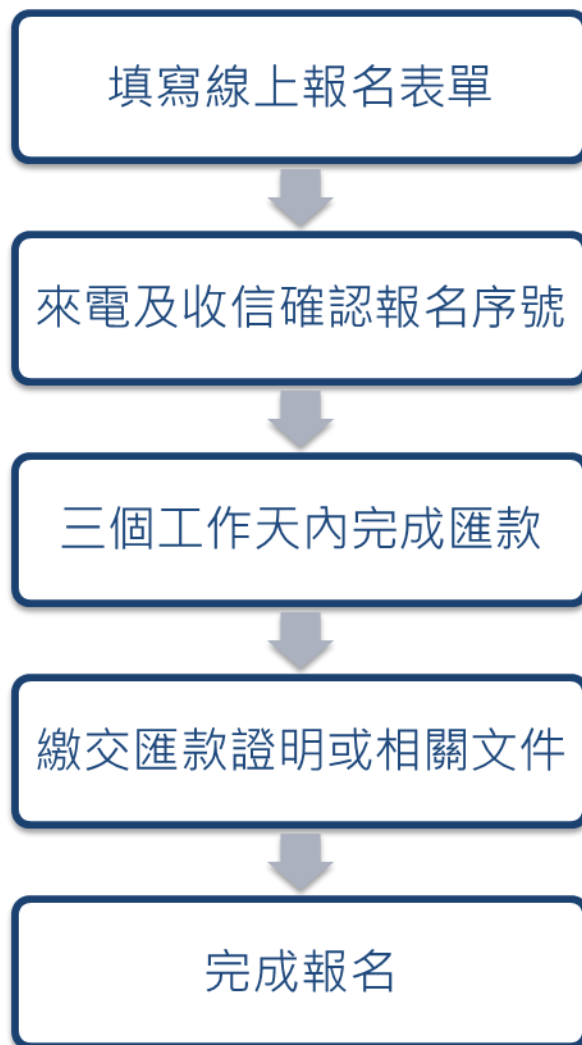 填寫線上報名表單
來電及收信確認報名序號
三個工作天內完成匯款
繳交匯款證明或相關文件
完成報名